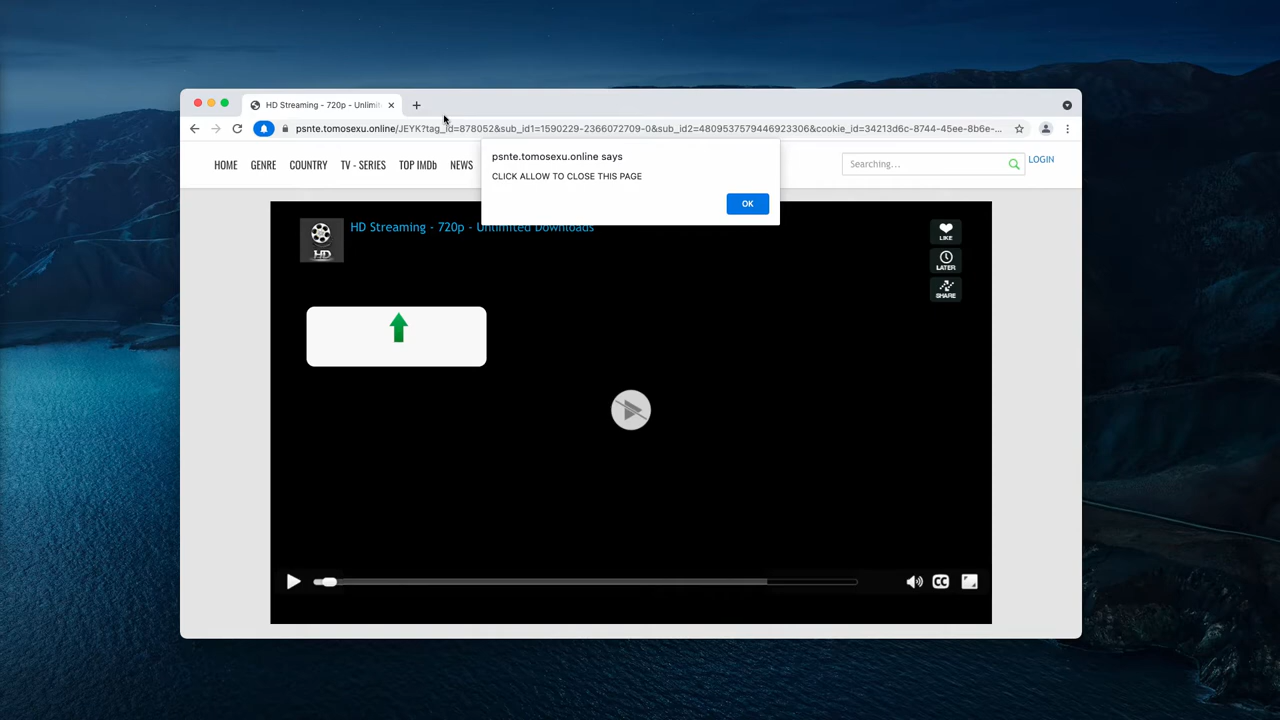 HD Streaming - 720p - Unlimit
psnte.tomosexu.online/JEYK?tag_id=878052&sub_id1=1590229-2366072709-0&sub_id2=4809537579446923306&cookie_id=34213d6c-8744-45ee-8b6e-...
psnte.tomosexu.online says
CLICK ALLOW TO CLOSE THIS PAGE
OK
HOME GENRE COUNTRY TV - SERIES TOP IMDb NEWS
Searching...
LOGIN
HD
HD Streaming - 720p - Unlimited Downloads
LIKE
LATER
SHARE
CC